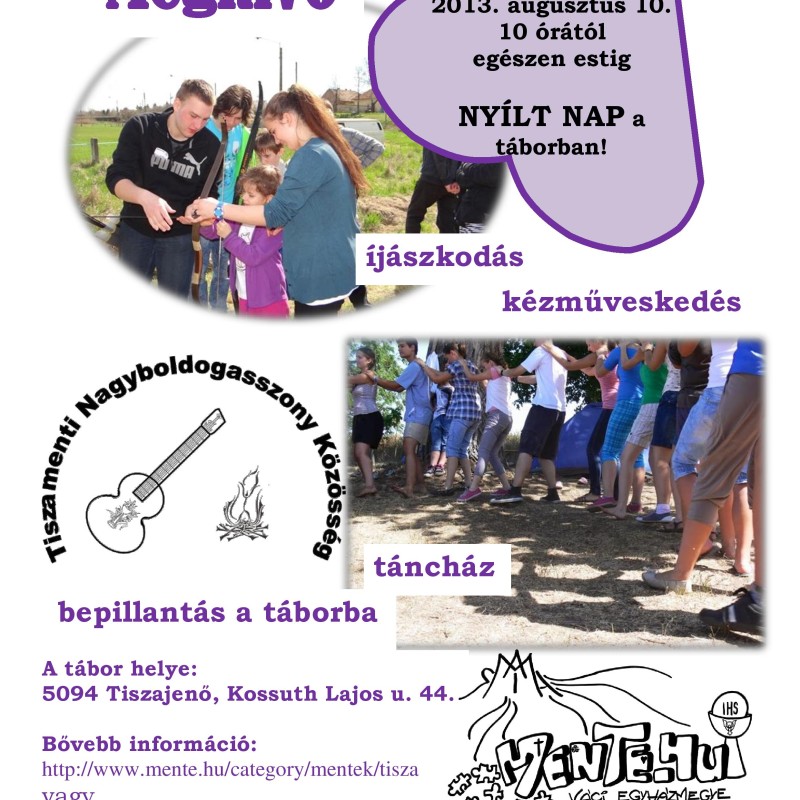 Meghívó
2013. augusztus 10.
10 órától
egészen estig
NYÍLT NAP a
táborban!
PUMA
íjászkodás
kézműveskedés
Tiszamenti Nagyboldogasszony Közösség
táncház
bepillantás a táborba
A tábor helye:
5094 Tiszajenő, Kossuth Lajos u. 44.
Bővebb információ:
http://www.mente.hu/category/mentek/tisza
vagy
IHS
MENTE.HU
VÁCI EGYHÁZMEGYE